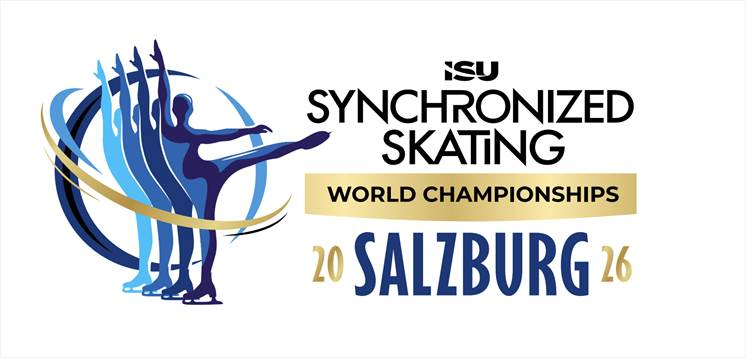 ISU
SYNCHRONIZED
SKATING
WORLD CHAMPIONSHIPS
20 SALZBURG 26